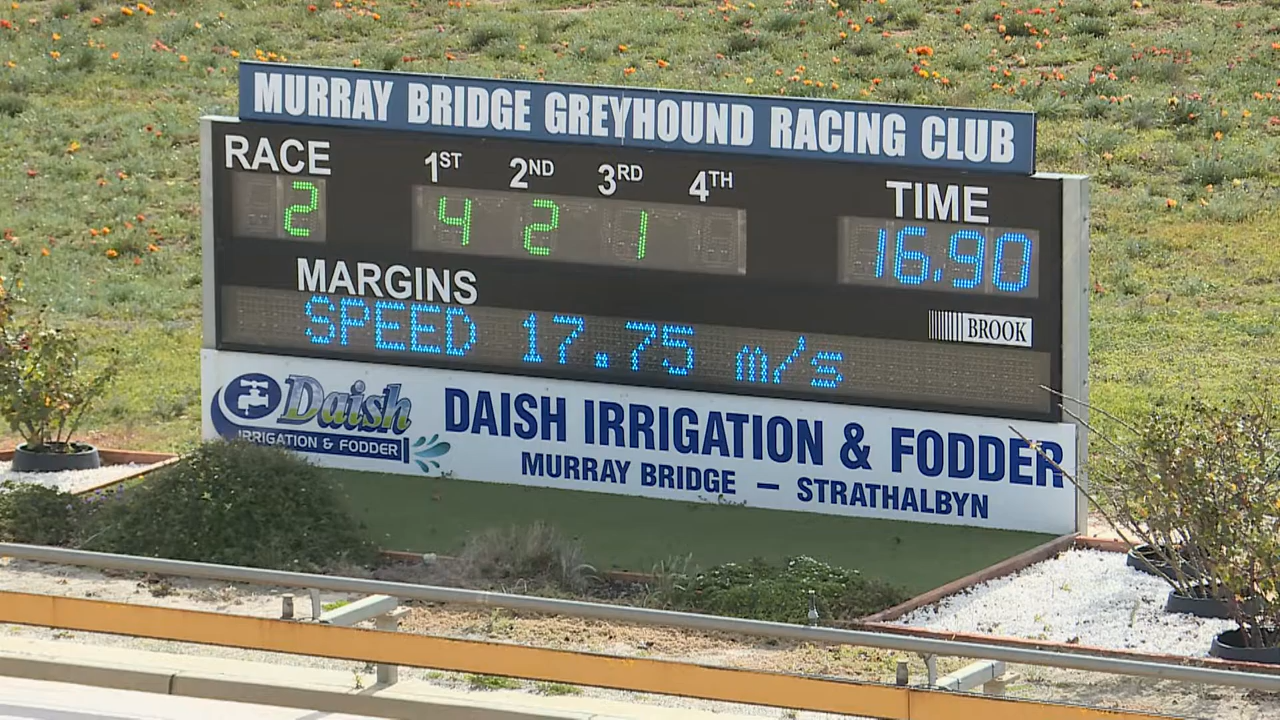 MURRAY BRIDGE GREYHOUND RACING CLUB
RACE 1ST 2ND 3RD 4TH TIME
2 4 2 1 16.90
MARGINS
BROOK
SPEED 17.75 m/s
Daish
IRRIGATION & FODDER
DAISH IRRIGATION & FODDER
MURRAY BRIDGE – STRATHALBYN